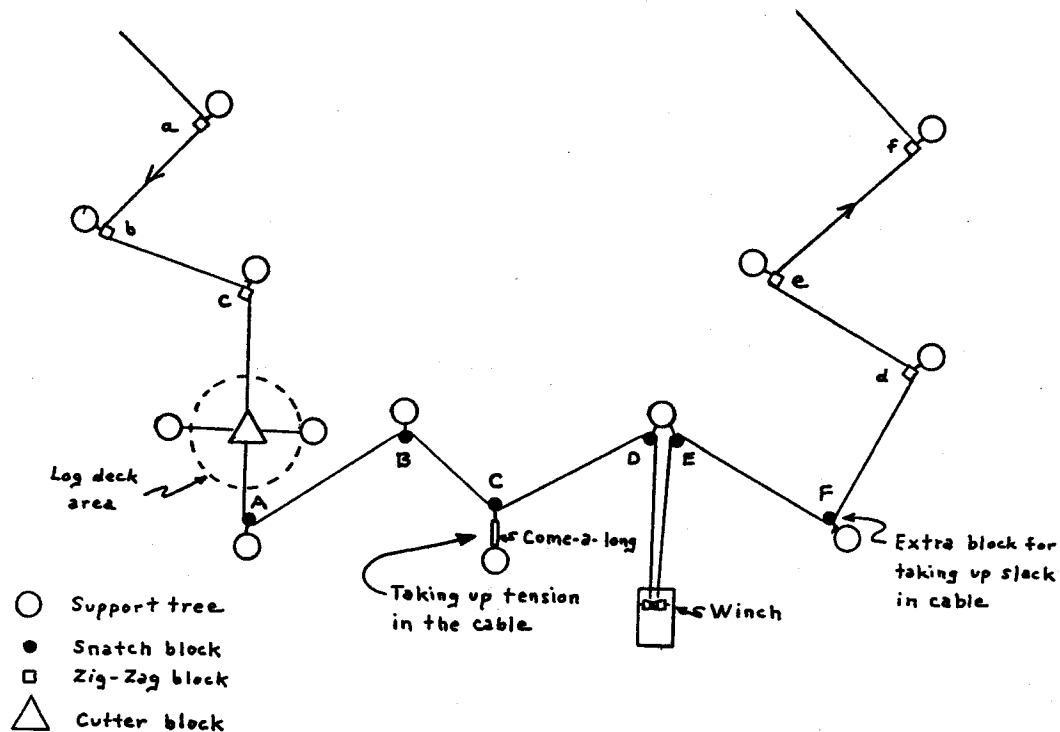 a
f
b
c
e
d
B
D
E
C
F
A
Log deck
area
Come-a-long
Taking up tension
in the cable
Winch
Extra block for
taking up slack
in cable
Support tree
Snatch block
Zig-Zag block
Cutter block